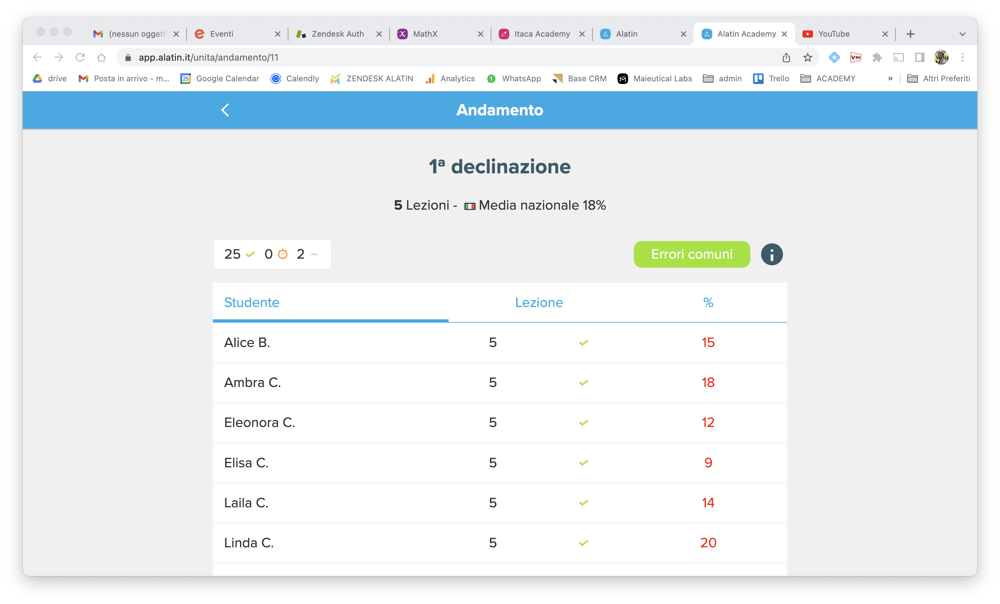 (nessun oggett
Eventi
Zendesk Auth
MathX
Itaca Academy
Alatin
Alatin Academy
YouTube
app.alatin.it/unita/andamento/11
VM
drive
Posta in arrivo - m...
25
Google Calendar
Calendly
ZENDESK ALATIN
Analytics
1
WhatsApp
Base CRM
Maieutical Labs
admin
Trello
ACADEMY
»
Altri Preferiti
Andamento
1ª declinazione
5 Lezioni - Media nazionale 18%
25 0 2 –
Errori comuni
Studente Lezione %
Alice B. 5 15
Ambra C. 5 18
Eleonora C. 5 12
Elisa C. 5 9
Laila C. 5 14
Linda C. 5 20